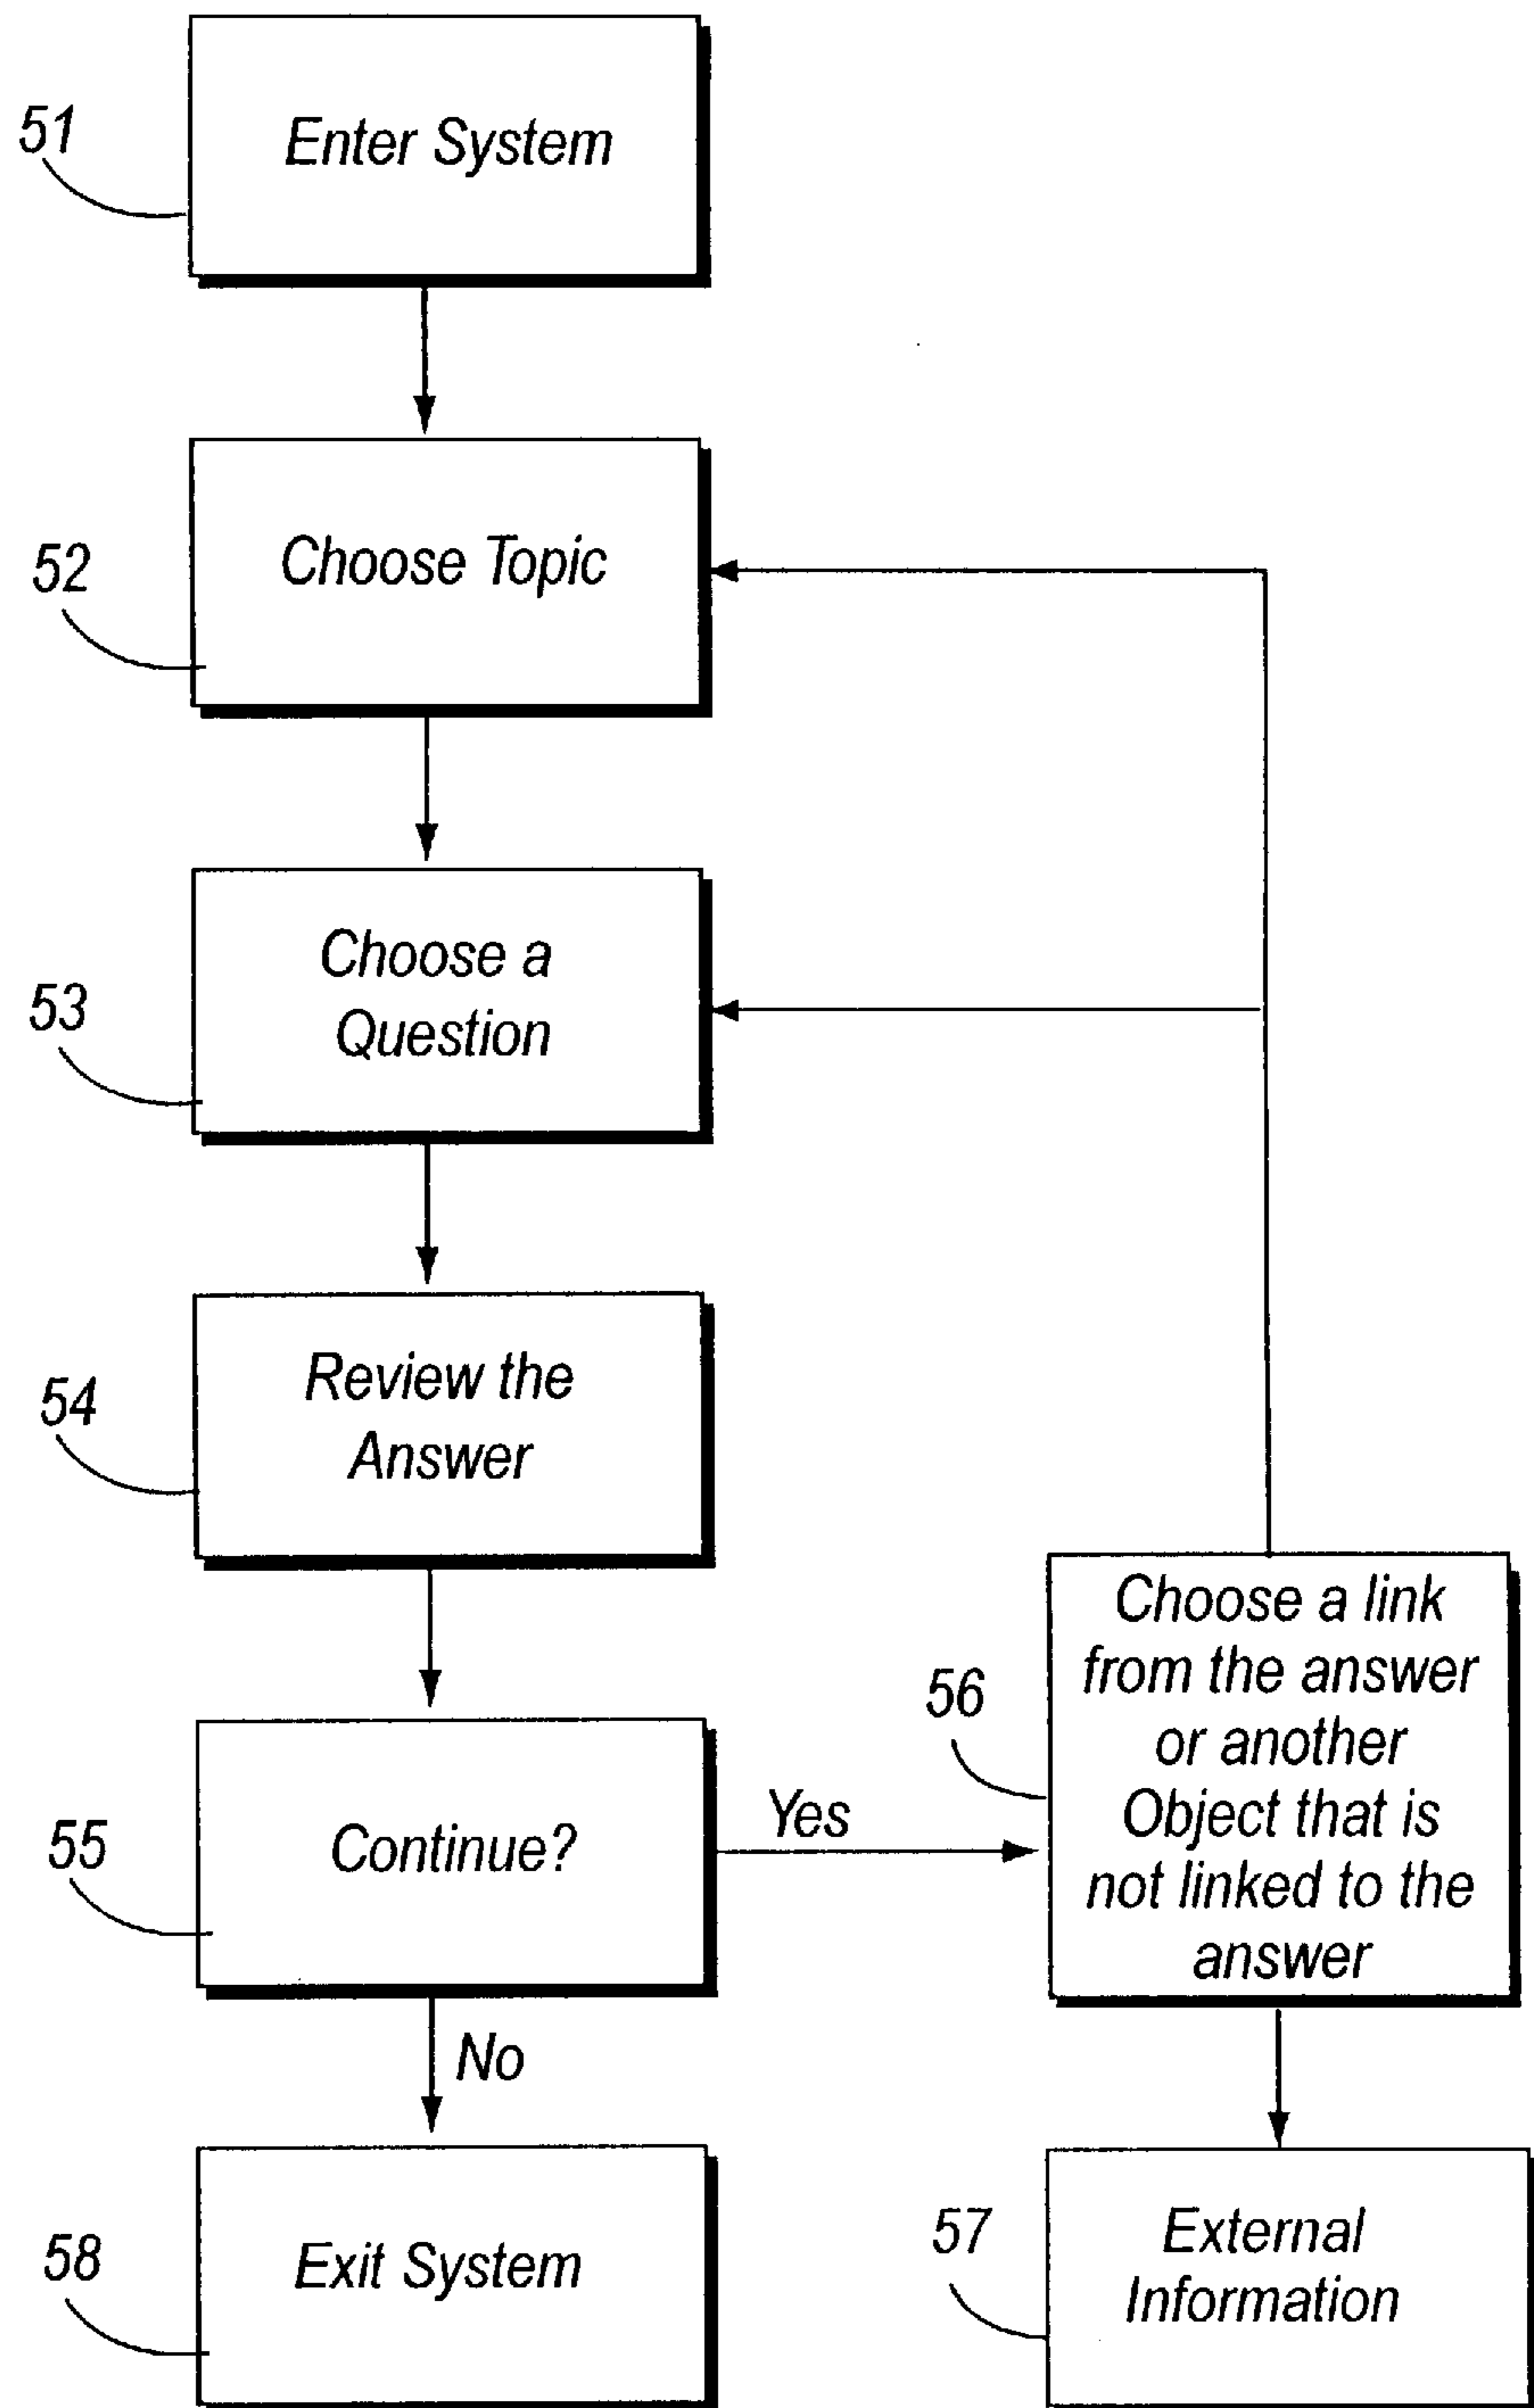 51
Enter System
52
Choose Topic
53
Choose a
Question
54
Review the
Answer
55
Continue?
Yes
56
Choose a link
from the answer
or another
Object that is
not linked to the
answer
No
58
Exit System
57
External
Information